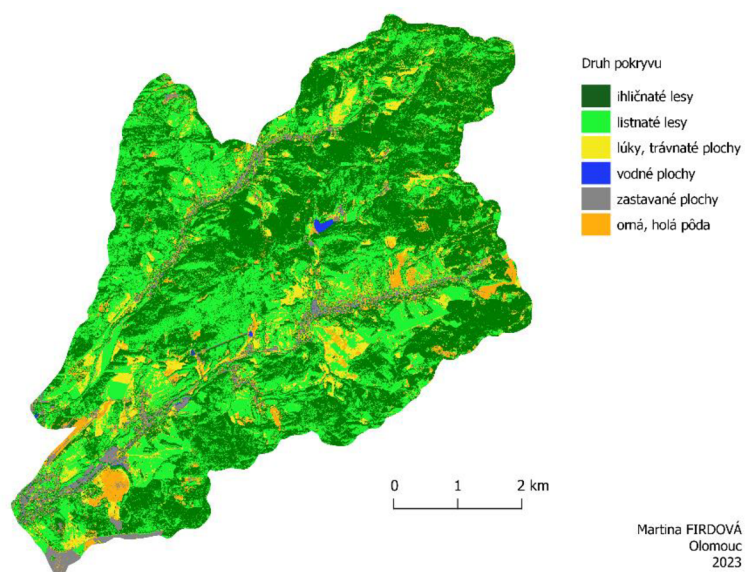 Druh pokryvu
ihličnaté lesy
listnaté lesy
lúky, trávnaté plochy
vodné plochy
zastavané plochy
orná, holá pôda
0 1 2 km
Martina FIRDOVÁ
Olomouc
2023